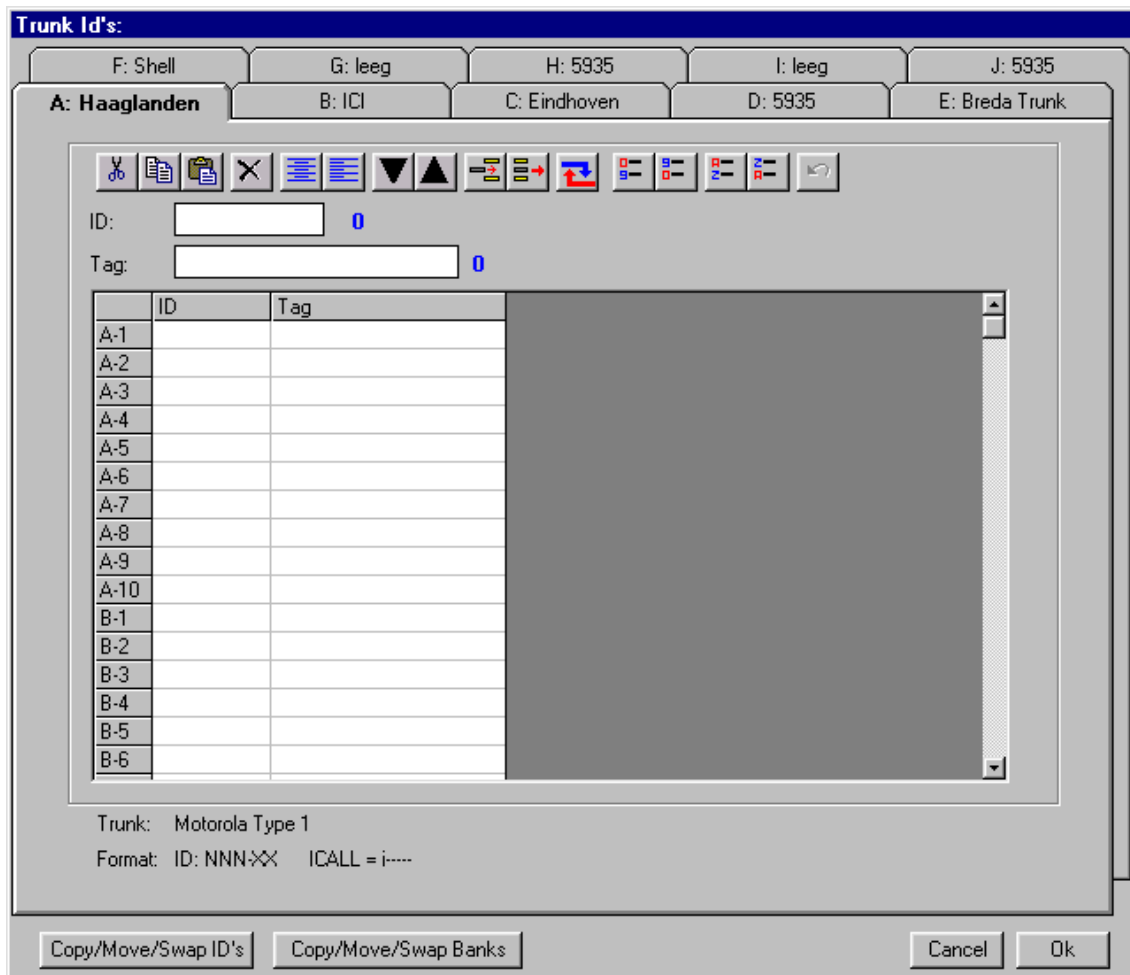 Trunk Id's:
F: Shell G: leeg H: 5935 I: leeg J: 5935
A: Haaglanden B: ICI C: Eindhoven D: 5935 E: Breda Trunk
ID: 0
Tag: 0
ID Tag
A-1
A-2
A-3
A-4
A-5
A-6
A-7
A-8
A-9
A-10
B-1
B-2
B-3
B-4
B-5
B-6
Trunk: Motorola Type 1
Format: ID: NNN-XX ICALL = i-----
Copy/Move/Swap ID's Copy/Move/Swap Banks Cancel Ok